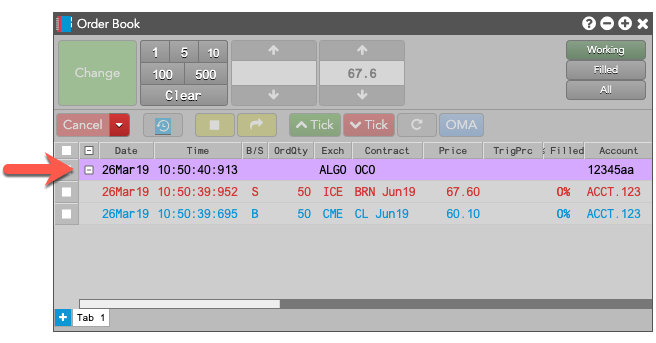 Order Book
Change
1 5 10
100 500
Clear
67.6
Working
Filled
All
Cancel Tick Tick C OMA
Date Time B/S OrdQty Exch Contract Price TrigPrc Filled Account
26Mar19 10:50:40:913 ALGO OCO 12345aa
26Mar19 10:50:39:952 S 50 ICE BRN Jun19 67.60 0% ACCT.123
26Mar19 10:50:39:695 B 50 CME CL Jun19 60.10 0% ACCT.123
+ Tab 1